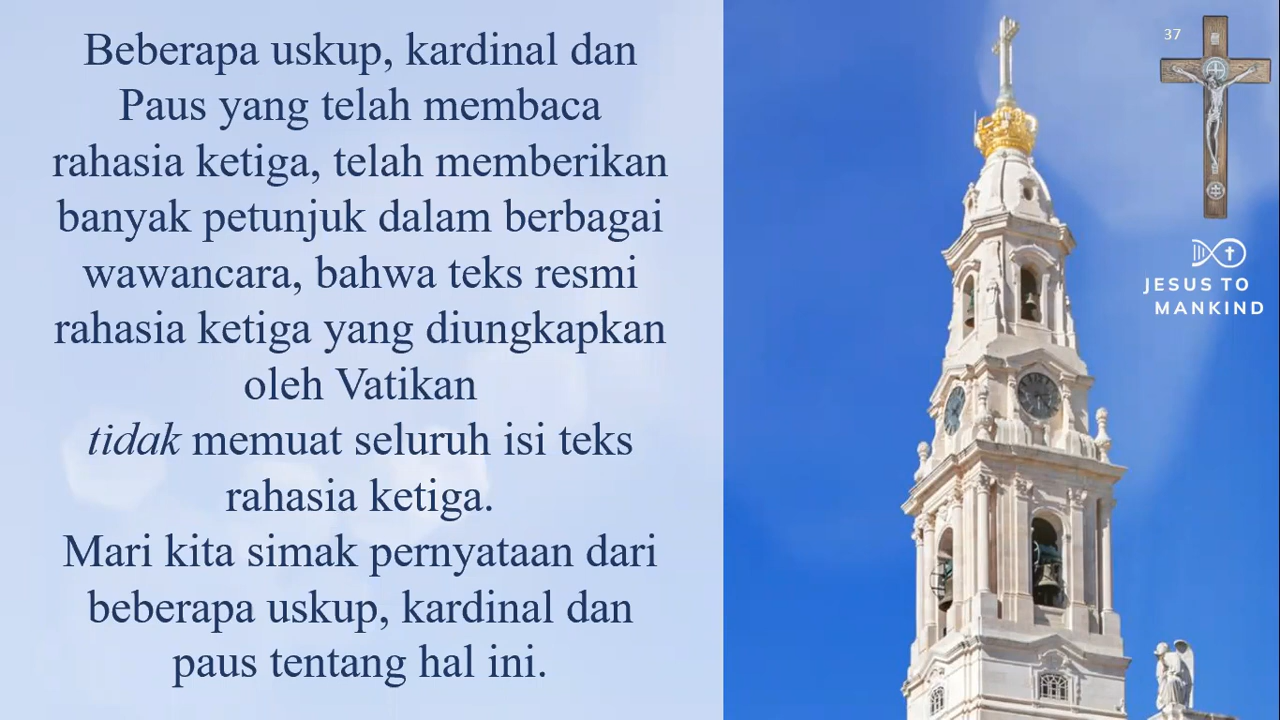 Beberapa uskup, kardinal dan
Paus yang telah membaca
rahasia ketiga, telah memberikan
banyak petunjuk dalam berbagai
wawancara, bahwa teks resmi
rahasia ketiga yang diungkapkan
oleh Vatikan
tidak memuat seluruh isi teks
rahasia ketiga.
Mari kita simak pernyataan dari
beberapa uskup, kardinal dan
paus tentang hal ini.
37
JESUS TO
MANKIND